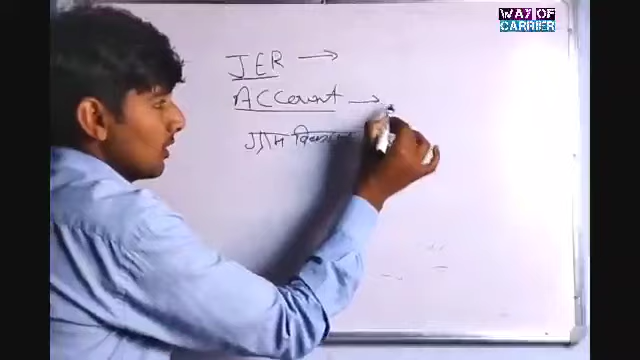 WAY OF
CARRIER
JER →
Account →
ग्राम